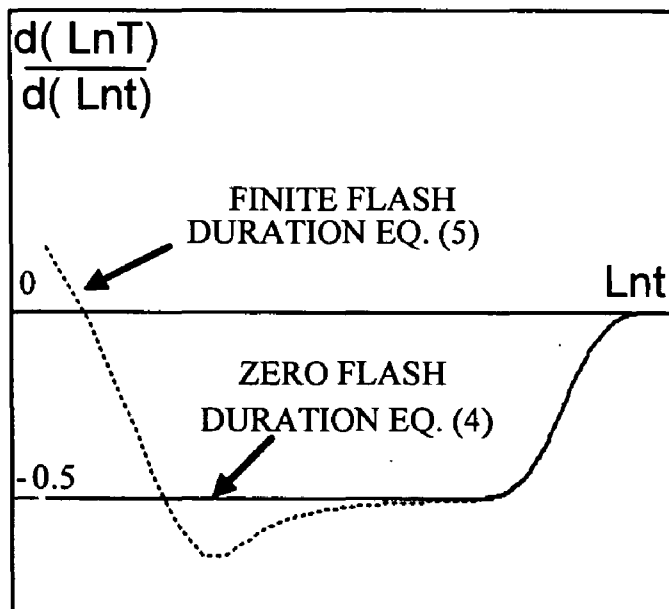 d( LnT)
d( Lnt)
FINITE FLASH
DURATION EQ. (5)
0
Lnt
ZERO FLASH
DURATION EQ. (4)
-0.5